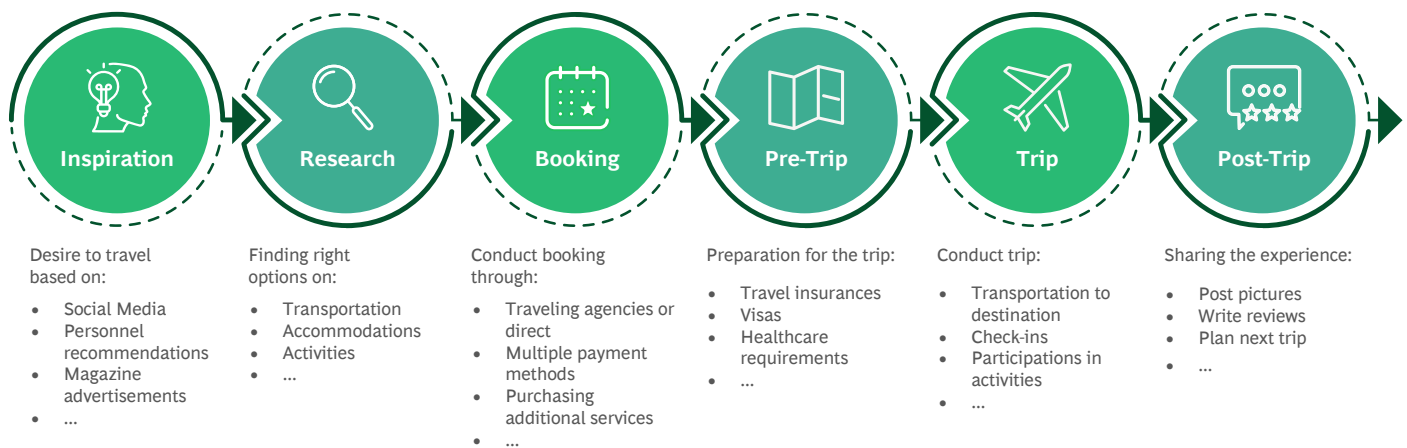 Inspiration
Research
Booking
Pre-Trip
Trip
Post-Trip
Desire to travel
based on:
• Social Media
• Personnel
recommendations
• Magazine
advertisements
• ...
Finding right
options on:
• Transportation
• Accommodations
• Activities
• ...
Conduct booking
through:
• Traveling agencies or
direct
• Multiple payment
methods
• Purchasing
additional services
• ...
Preparation for the trip:
• Travel insurances
• Visas
• Healthcare
requirements
• ...
Conduct trip:
• Transportation to
destination
• Check-ins
• Participations in
activities
• ...
Sharing the experience:
• Post pictures
• Write reviews
• Plan next trip
• ...